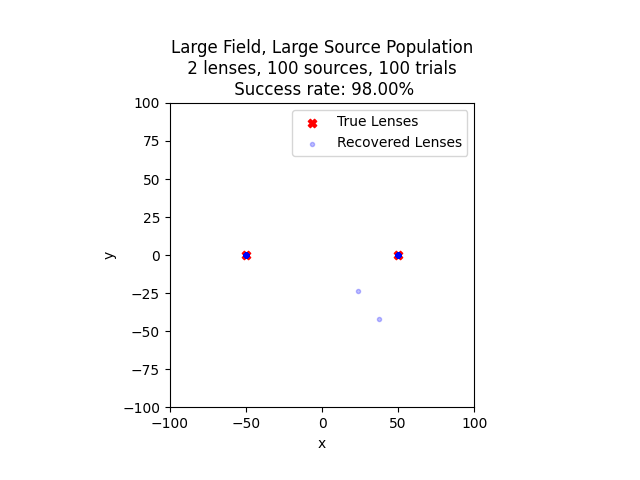 Large Field, Large Source Population
2 lenses, 100 sources, 100 trials
Success rate: 98.00%
True Lenses
Recovered Lenses
100
75
50
25
0
−25
−50
−75
−100
y
−100
−50
0
50
100
x